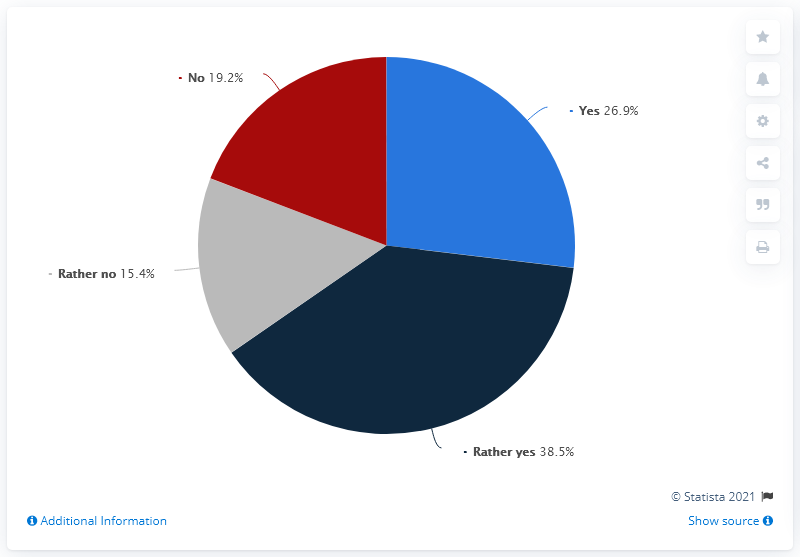 No 19.2%
Yes 26.9%
Rather no 15.4%
Rather yes 38.5%
© Statista 2021
Additional Information
Show source